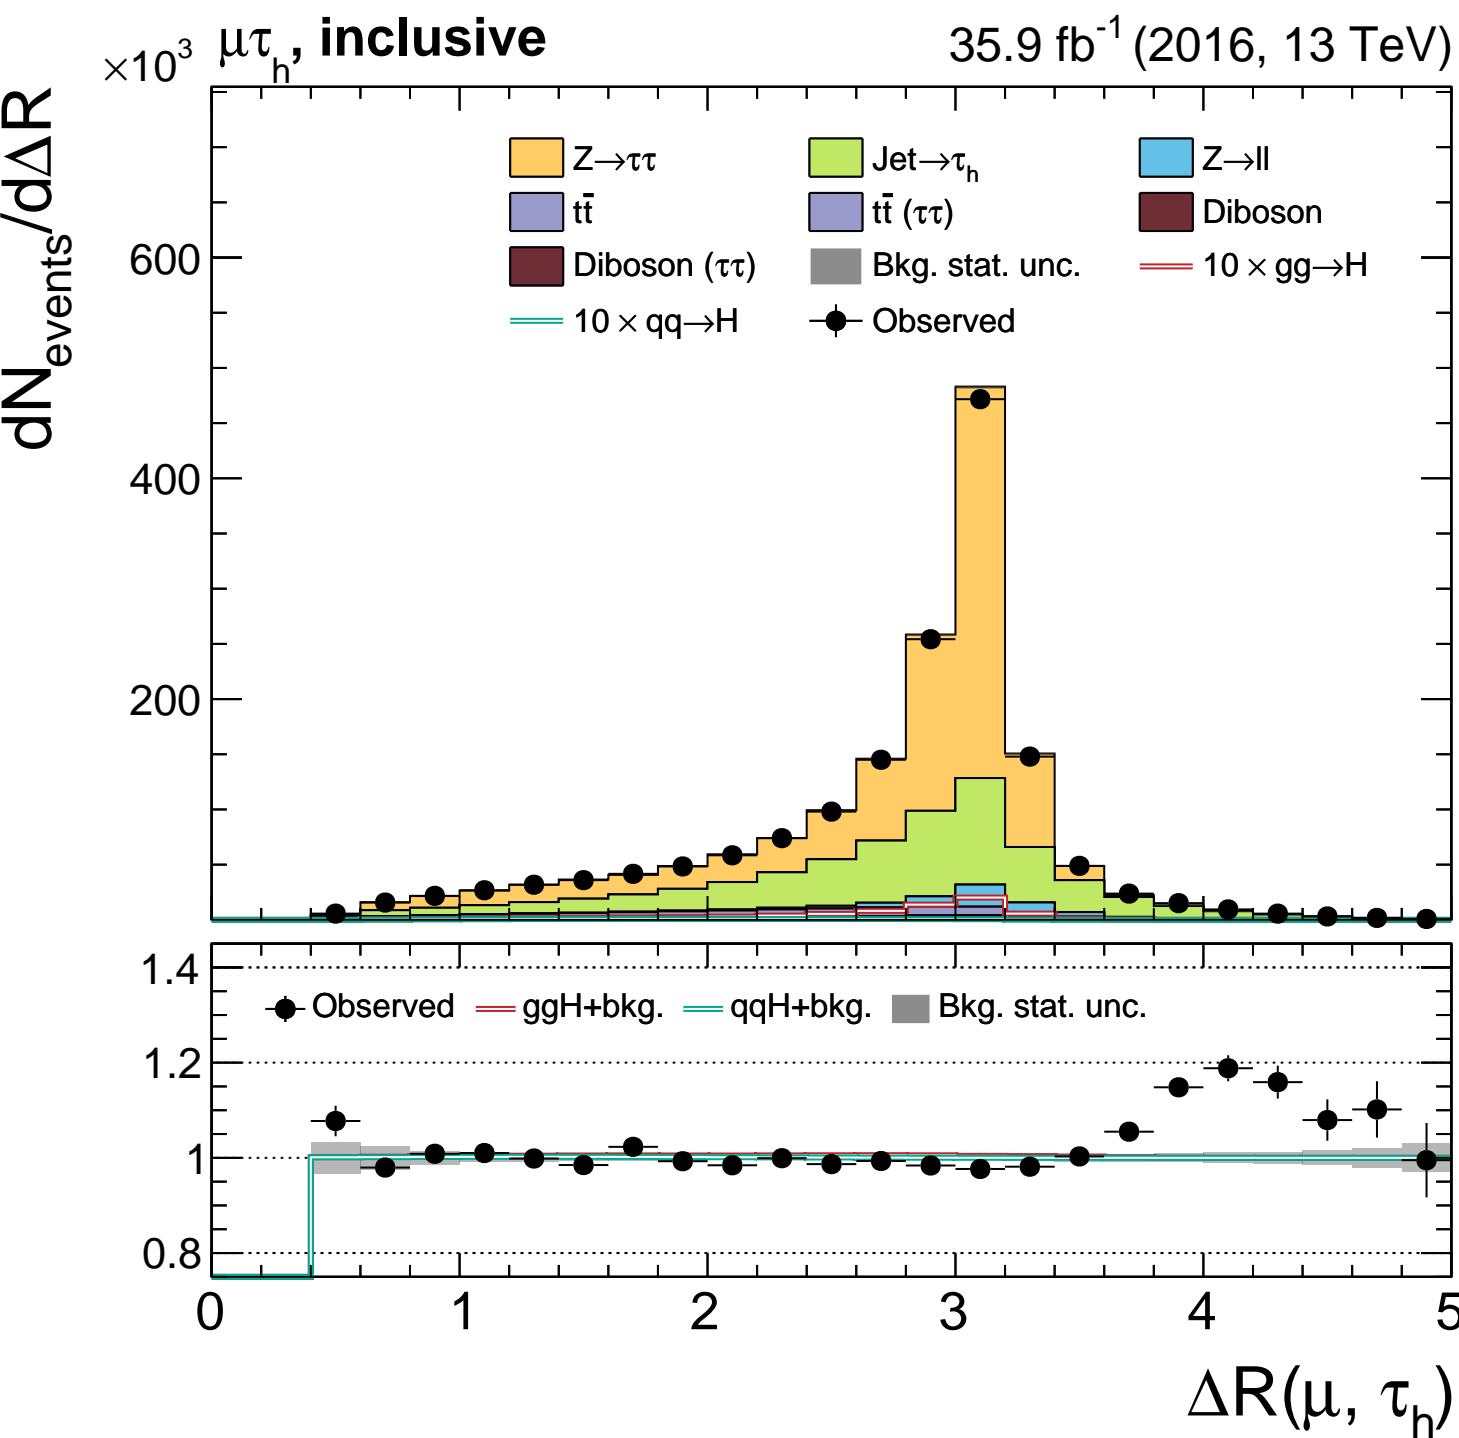 ×10³ μτₕ, inclusive 35.9 fb⁻¹ (2016, 13 TeV)
dN_events/dΔR
Z→ττ Jet→τₕ Z→ll
tt̄ tt̄ (ττ) Diboson
Diboson (ττ) Bkg. stat. unc. 10 × gg→H
10 × qq→H Observed
600
400
200
1.4
Observed ggH+bkg. qqH+bkg. Bkg. stat. unc.
1.2
1
0.8
0 1 2 3 4 5
ΔR(μ, τₕ)